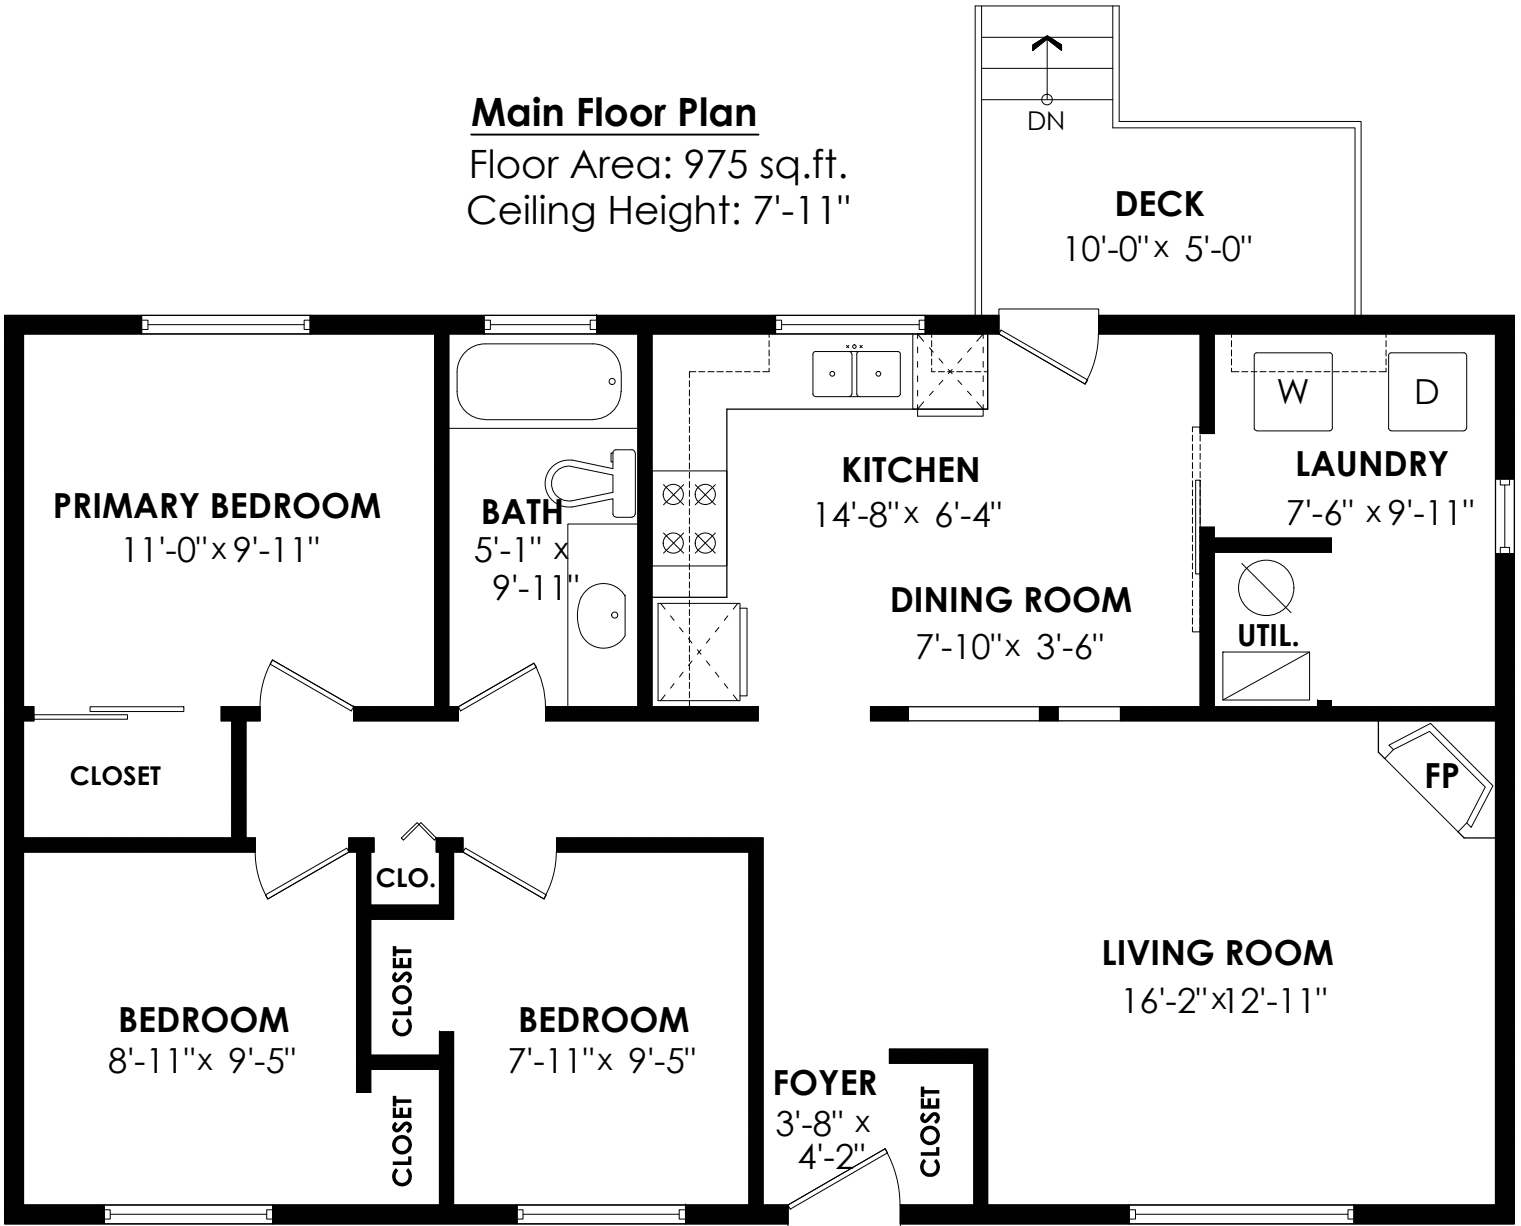 Main Floor Plan
Floor Area: 975 sq.ft.
Ceiling Height: 7'-11"
DN
DECK
10'-0" x 5'-0"
W
D
PRIMARY BEDROOM
11'-0" x 9'-11"
BATH
5'-1" x
9'-11"
KITCHEN
14'-8" x 6'-4"
LAUNDRY
7'-6" x 9'-11"
DINING ROOM
7'-10" x 3'-6"
UTIL.
CLOSET
FP
CLO.
CLOSET
LIVING ROOM
16'-2" x 12'-11"
BEDROOM
8'-11" x 9'-5"
BEDROOM
7'-11" x 9'-5"
FOYER
3'-8" x
4'-2"
CLOSET
CLOSET